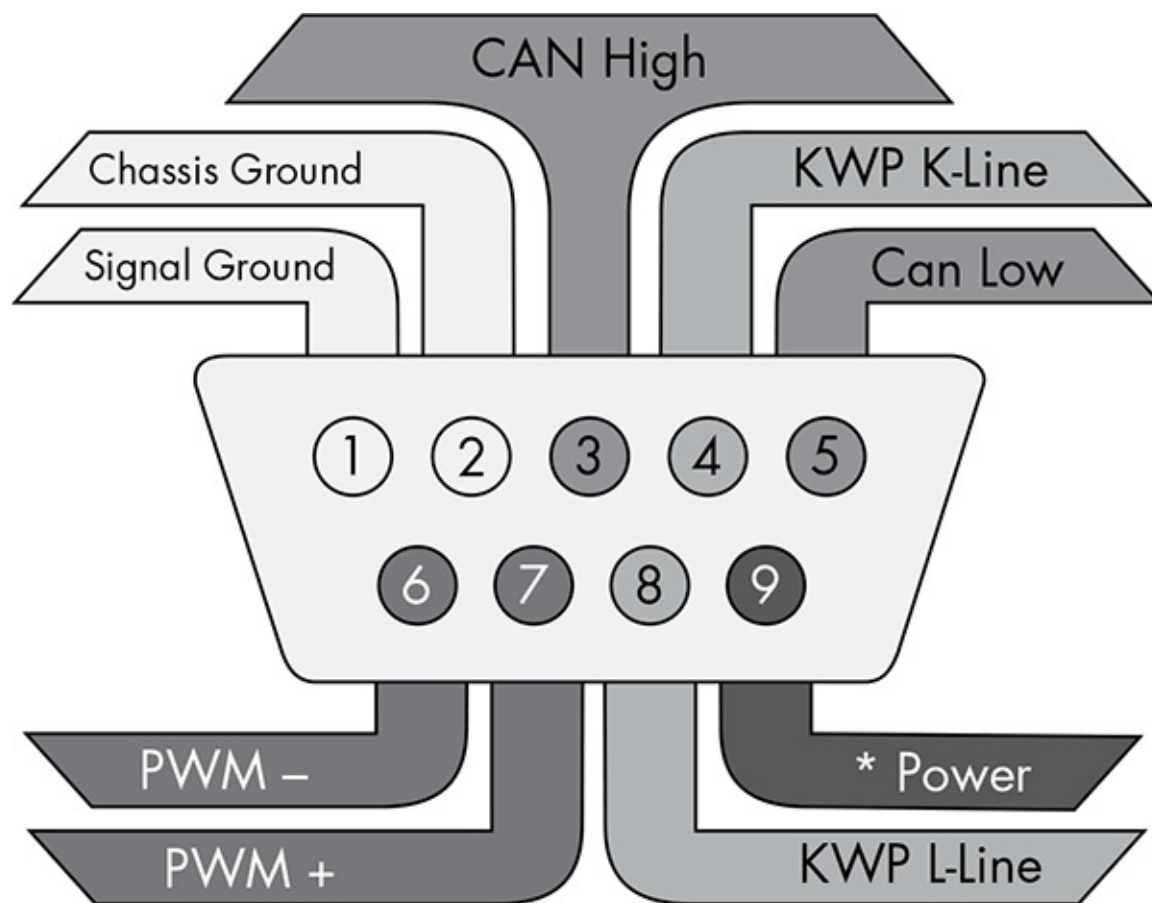 CAN High
Chassis Ground
KWP K-Line
Signal Ground
Can Low
1 2 3 4 5
6 7 8 9
PWM –
* Power
PWM +
KWP L-Line